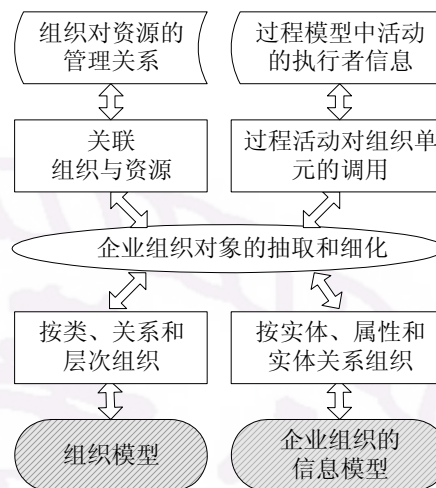 组织对资源的
管理关系
过程模型中活动
的执行者信息
关联
组织与资源
过程活动对组织单
元的调用
企业组织对象的抽取和细化
按类、关系和
层次组织
按实体、属性和
实体关系组织
组织模型
企业组织的
信息模型